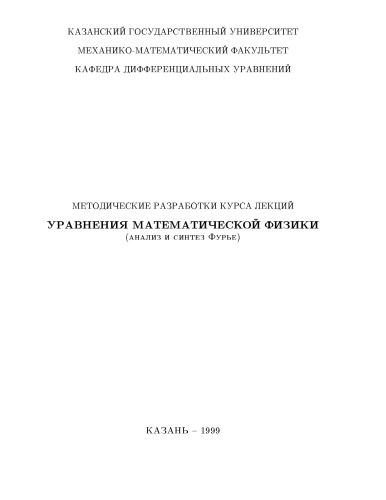 КАЗАНСКИЙ ГОСУДАРСТВЕННЫЙ УНИВЕРСИТЕТ
МЕХАНИКО-МАТЕМАТИЧЕСКИЙ ФАКУЛЬТЕТ
КАФЕДРА ДИФФЕРЕНЦИАЛЬНЫХ УРАВНЕНИЙ
МЕТОДИЧЕСКИЕ РАЗРАБОТКИ КУРСА ЛЕКЦИЙ
УРАВНЕНИЯ МАТЕМАТИЧЕСКОЙ ФИЗИКИ
(АНАЛИЗ И СИНТЕЗ ФУРЬЕ)
КАЗАНЬ – 1999